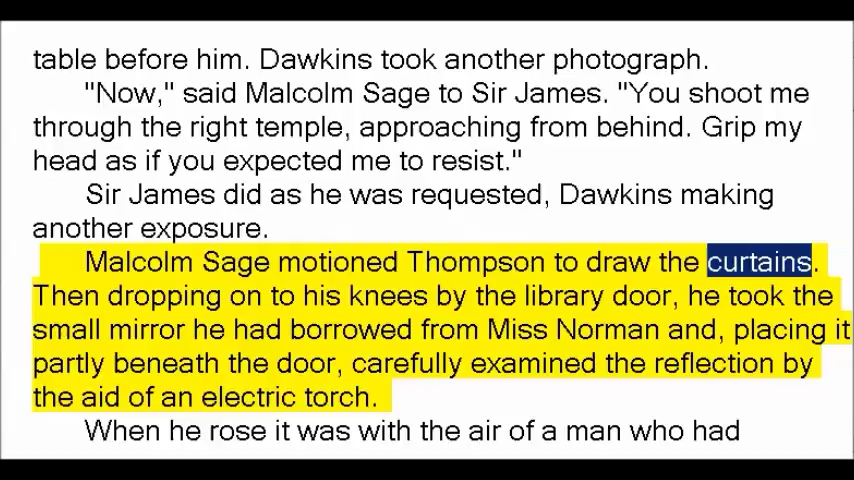 table before him. Dawkins took another photograph.
"Now," said Malcolm Sage to Sir James. "You shoot me
through the right temple, approaching from behind. Grip my
head as if you expected me to resist."
Sir James did as he was requested, Dawkins making
another exposure.
Malcolm Sage motioned Thompson to draw the curtains.
Then dropping on to his knees by the library door, he took the
small mirror he had borrowed from Miss Norman and, placing it
partly beneath the door, carefully examined the reflection by
the aid of an electric torch.
When he rose it was with the air of a man who had